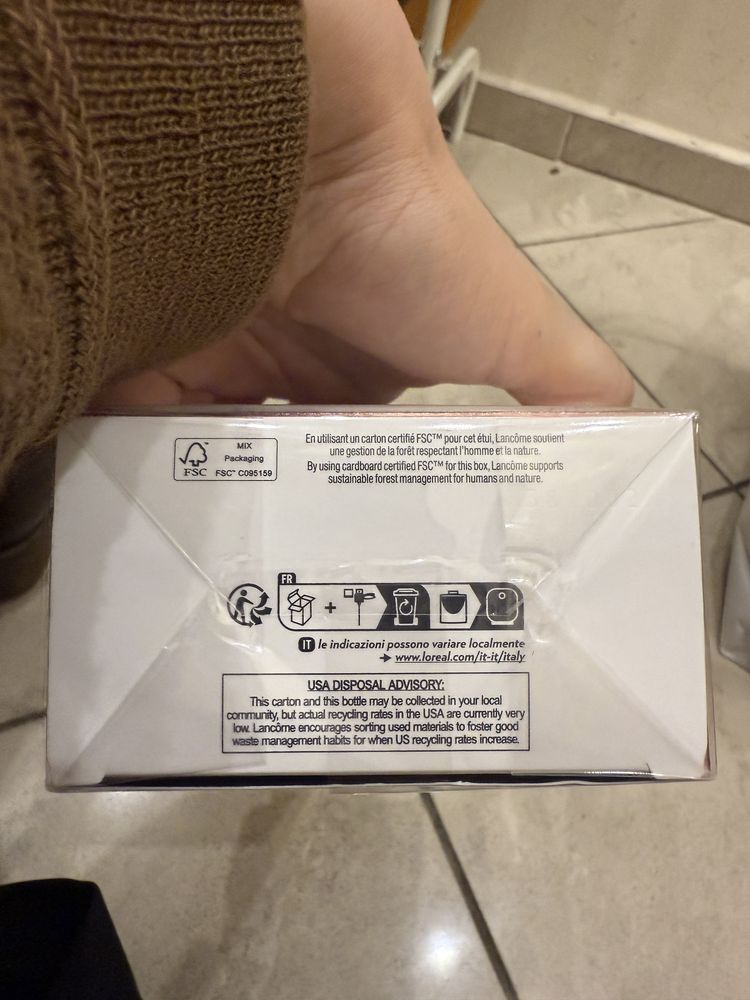 MIX
Packaging
FSC™ C095159
FSC
En utilisant un carton certifié FSC™ pour cet étui, Lancôme soutient
une gestion de la forêt respectant l'homme et la nature.
By using cardboard certified FSC™ for this box, Lancôme supports
sustainable forest management for humans and nature.
FR
+
IT le indicazioni possono variare localmente
➔ www.loreal.com/it-it/italy
USA DISPOSAL ADVISORY:
This carton and this bottle may be collected in your local
community, but actual recycling rates in the USA are currently very
low. Lancôme encourages sorting used materials to foster good
waste management habits for when US recycling rates increase.